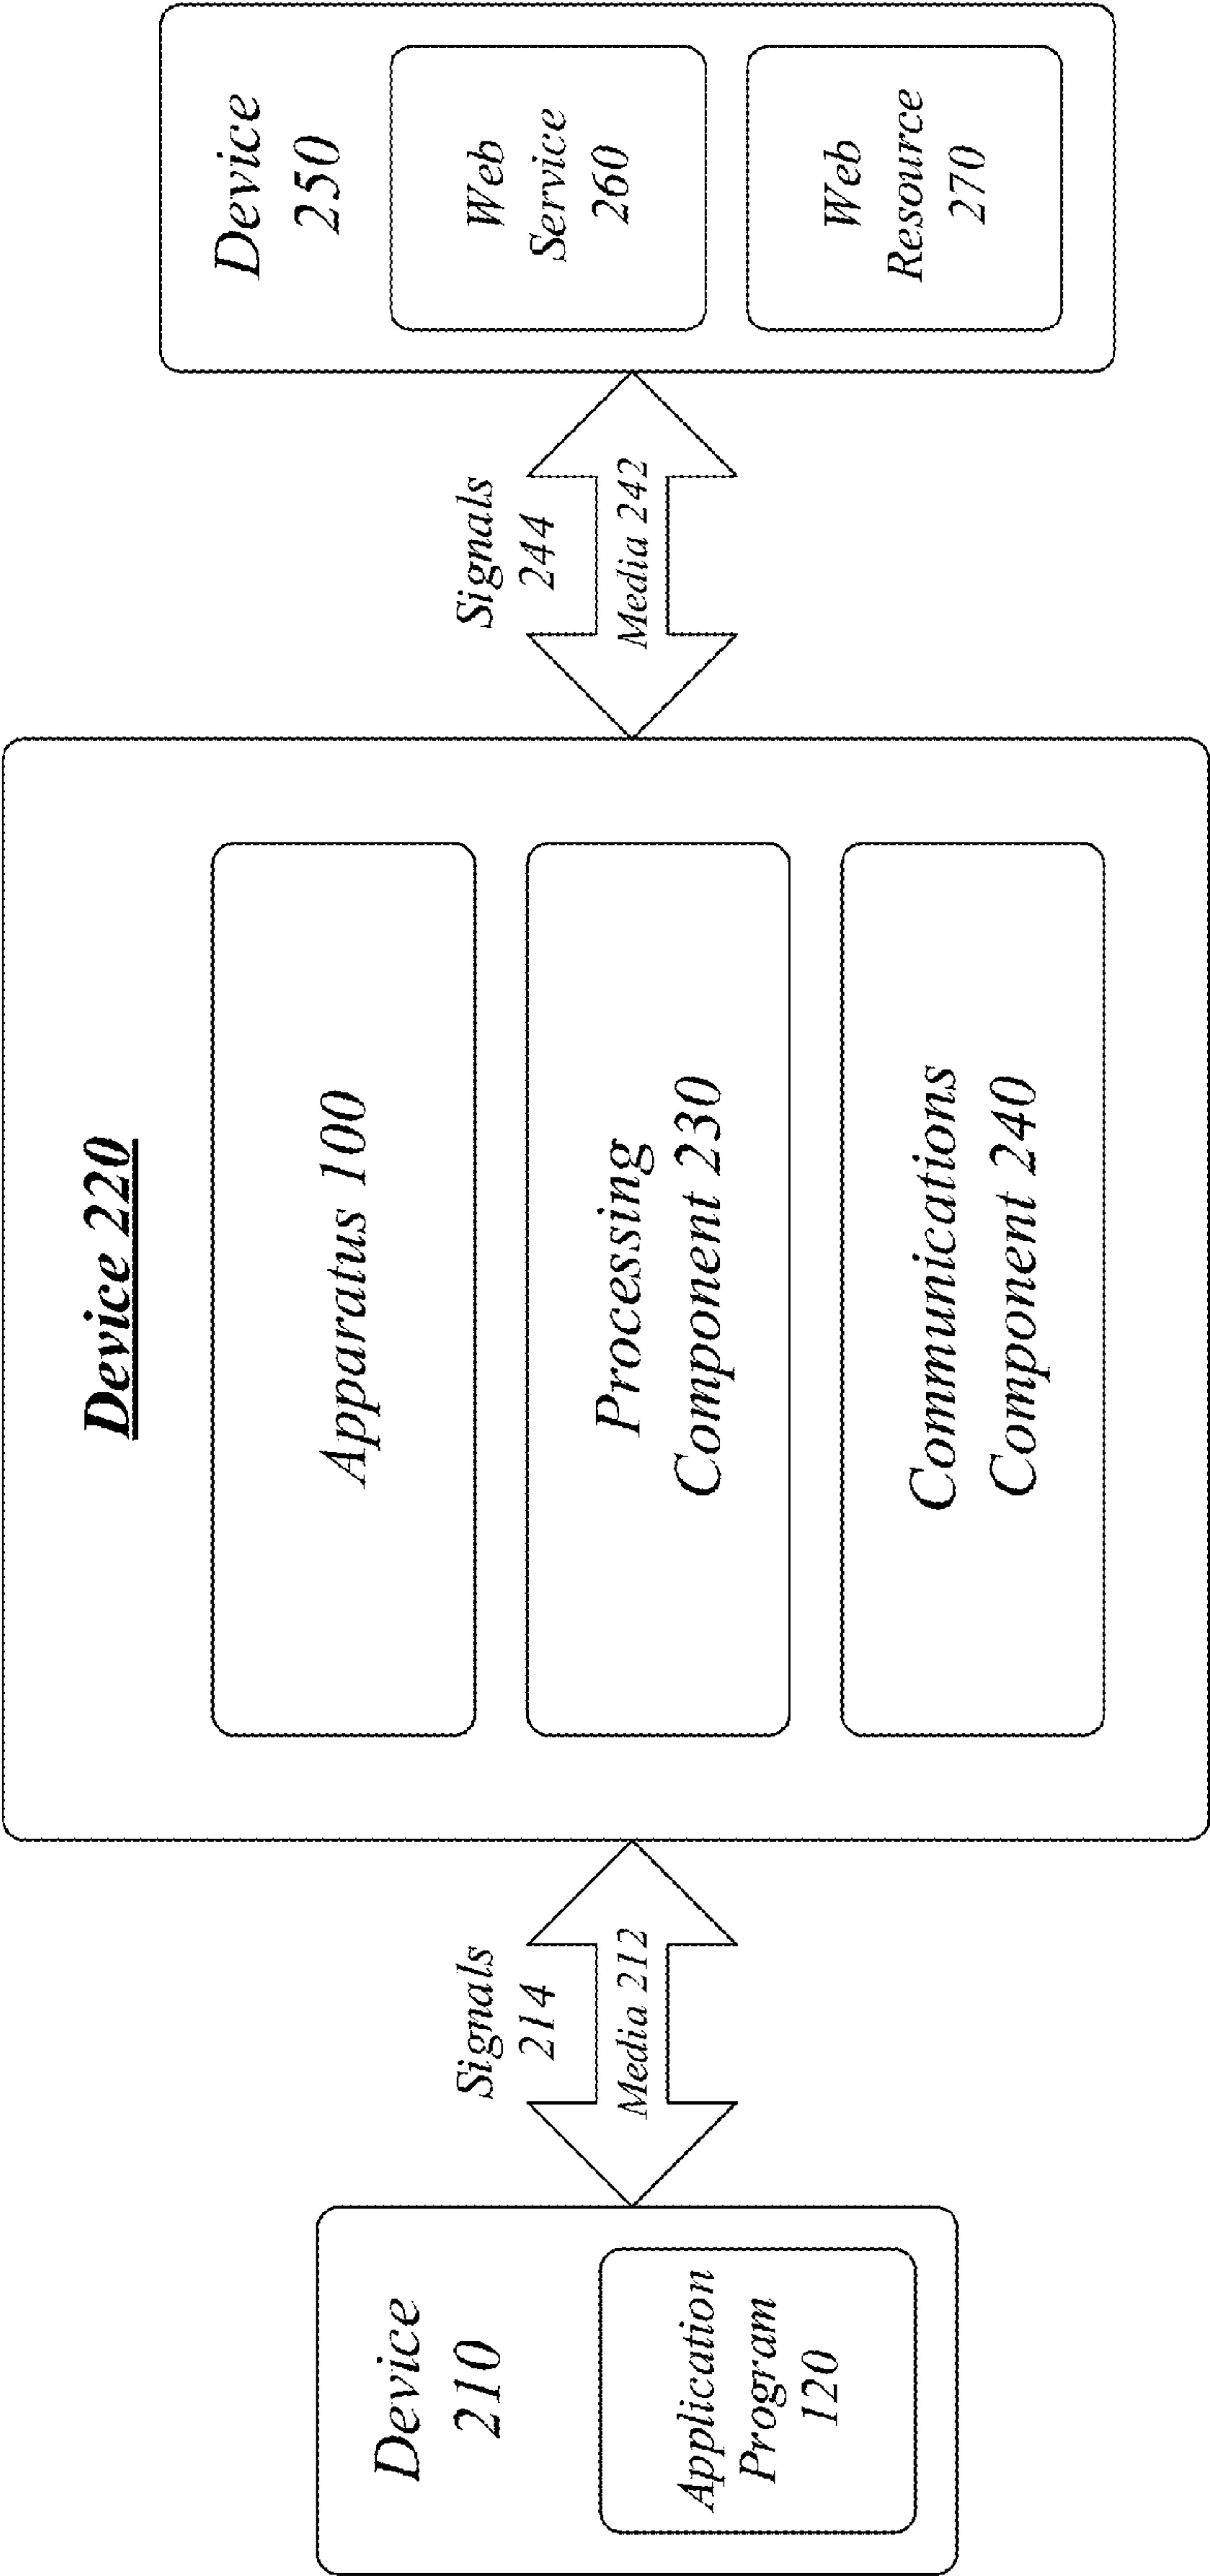 Device 220
Device
210
Application
Program
120
Signals
214
Media 212
Apparatus 100
Processing
Component 230
Communications
Component 240
Signals
244
Media 242
Device
250
Web
Service
260
Web
Resource
270